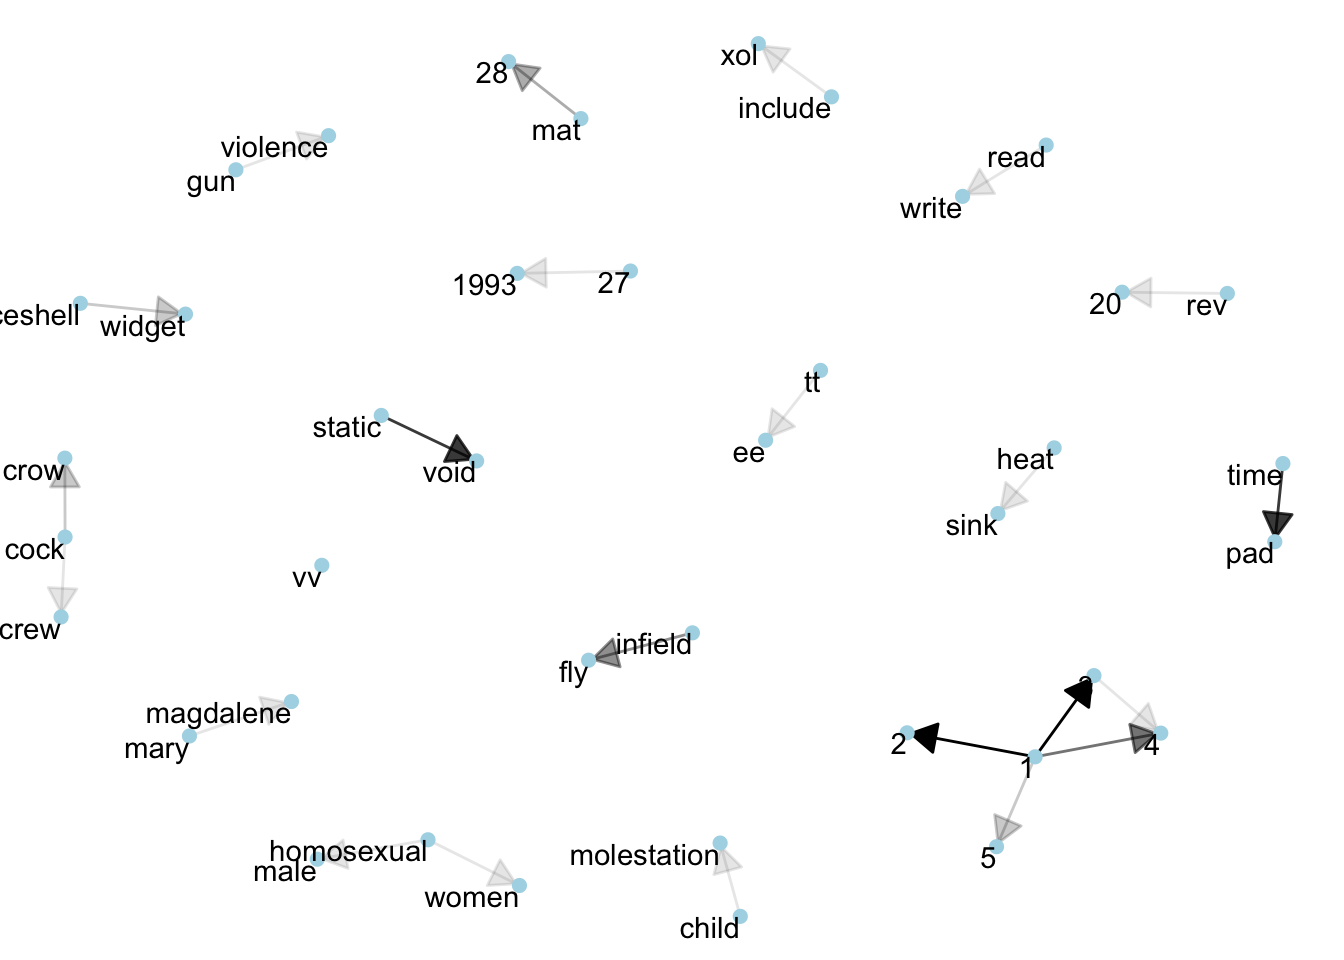 xol
28
include
mat
violence
read
gun
write
1993
27
20
rev
ceshell
widget
tt
static
ee
heat
crow
void
time
sink
cock
pad
vv
crew
infield
fly
3
magdalene
2
4
mary
1
homosexual
molestation
5
male
women
child